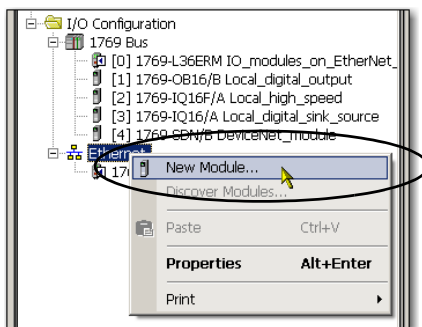 I/O Configuration
1769 Bus
[0] 1769-L36ERM IO_modules_on_EtherNet_
[1] 1769-OB16/B Local_digital_output
[2] 1769-IQ16F/A Local_high_speed
[3] 1769-IQ16/A Local_digital_sink_source
[4] 1769-SDN/B DeviceNet_module
Ethernet
New Module...
Discover Modules...
Paste Ctrl+V
Properties Alt+Enter
Print